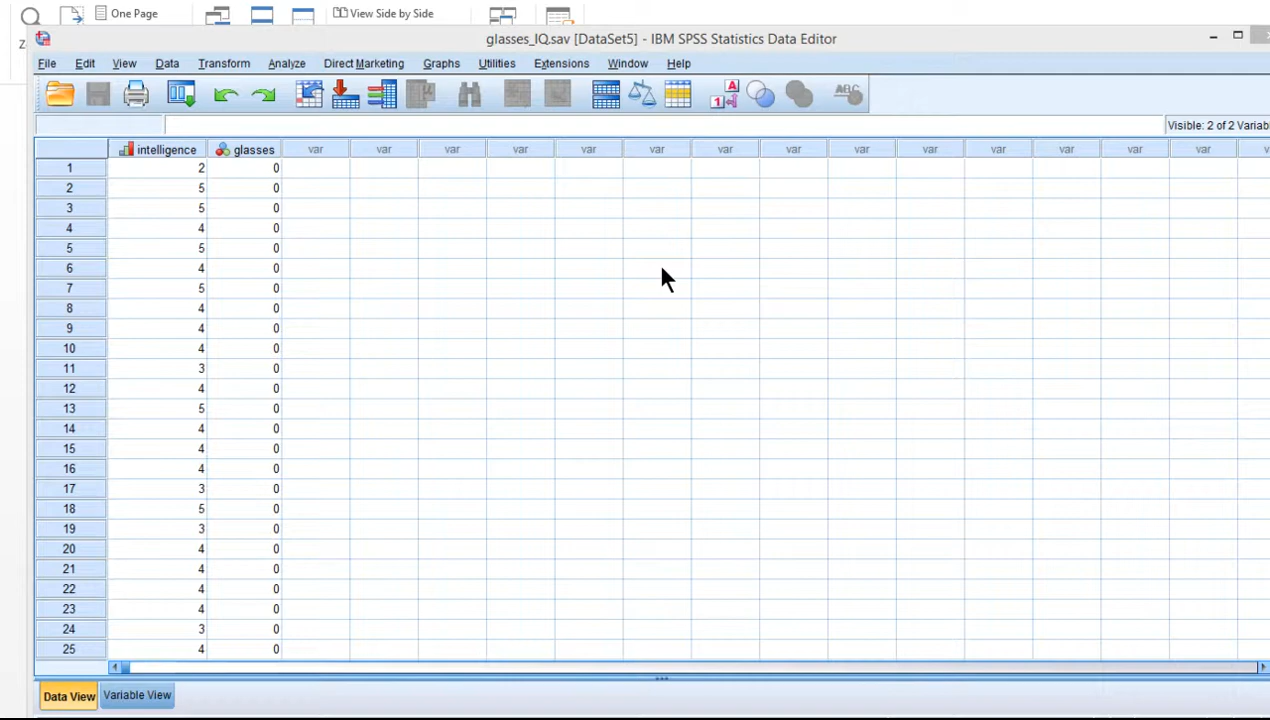 One Page
View Side by Side
Z
glasses_IQ.sav [DataSet5] - IBM SPSS Statistics Data Editor
File Edit View Data Transform Analyze Direct Marketing Graphs Utilities Extensions Window Help
Visible: 2 of 2 Variabl
intelligence glasses var var var var var var var var var var var var var var
1 2 0
2 5 0
3 5 0
4 4 0
5 5 0
6 4 0
7 5 0
8 4 0
9 4 0
10 4 0
11 3 0
12 4 0
13 5 0
14 4 0
15 4 0
16 4 0
17 3 0
18 5 0
19 3 0
20 4 0
21 4 0
22 4 0
23 4 0
24 3 0
25 4 0
Data View Variable View